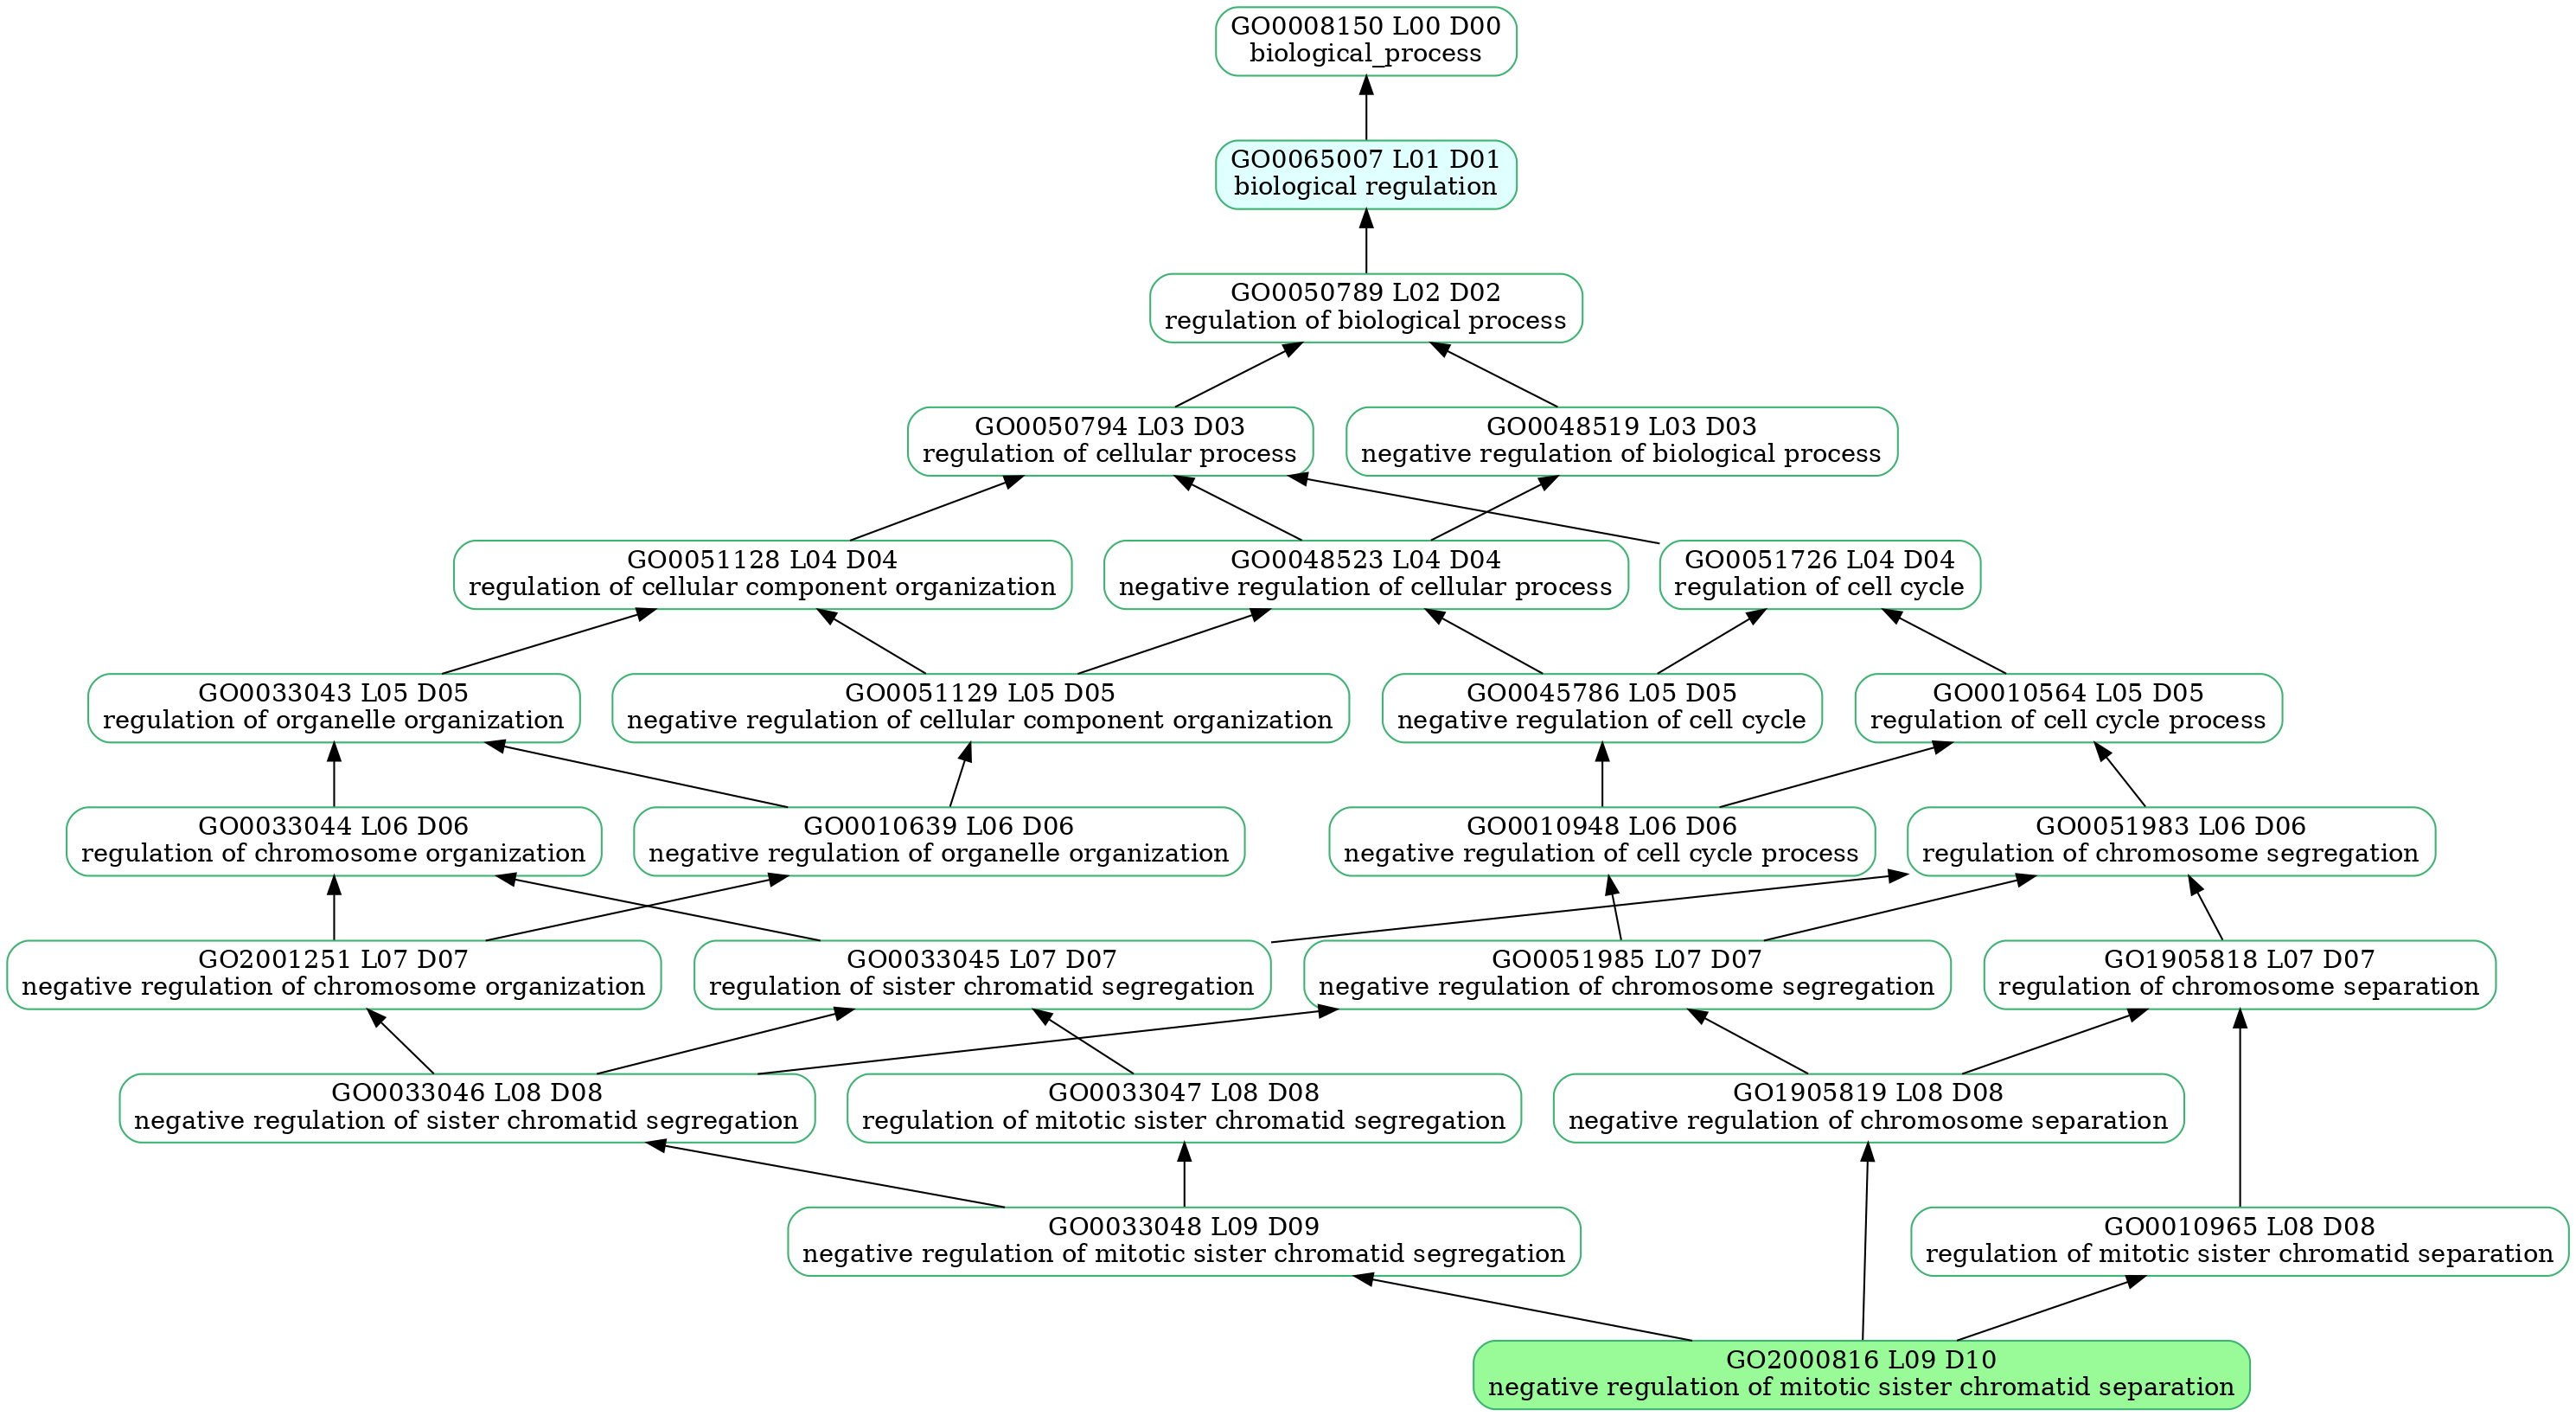 GO0008150 L00 D00
biological_process
GO0065007 L01 D01
biological regulation
GO0050789 L02 D02
regulation of biological process
GO0050794 L03 D03
regulation of cellular process
GO0048519 L03 D03
negative regulation of biological process
GO0051128 L04 D04
regulation of cellular component organization
GO0048523 L04 D04
negative regulation of cellular process
GO0051726 L04 D04
regulation of cell cycle
GO0033043 L05 D05
regulation of organelle organization
GO0051129 L05 D05
negative regulation of cellular component organization
GO0045786 L05 D05
negative regulation of cell cycle
GO0010564 L05 D05
regulation of cell cycle process
GO0033044 L06 D06
regulation of chromosome organization
GO0010639 L06 D06
negative regulation of organelle organization
GO0010948 L06 D06
negative regulation of cell cycle process
GO0051983 L06 D06
regulation of chromosome segregation
GO2001251 L07 D07
negative regulation of chromosome organization
GO0033045 L07 D07
regulation of sister chromatid segregation
GO0051985 L07 D07
negative regulation of chromosome segregation
GO1905818 L07 D07
regulation of chromosome separation
GO0033046 L08 D08
negative regulation of sister chromatid segregation
GO0033047 L08 D08
regulation of mitotic sister chromatid segregation
GO1905819 L08 D08
negative regulation of chromosome separation
GO0033048 L09 D09
negative regulation of mitotic sister chromatid segregation
GO0010965 L08 D08
regulation of mitotic sister chromatid separation
GO2000816 L09 D10
negative regulation of mitotic sister chromatid separation